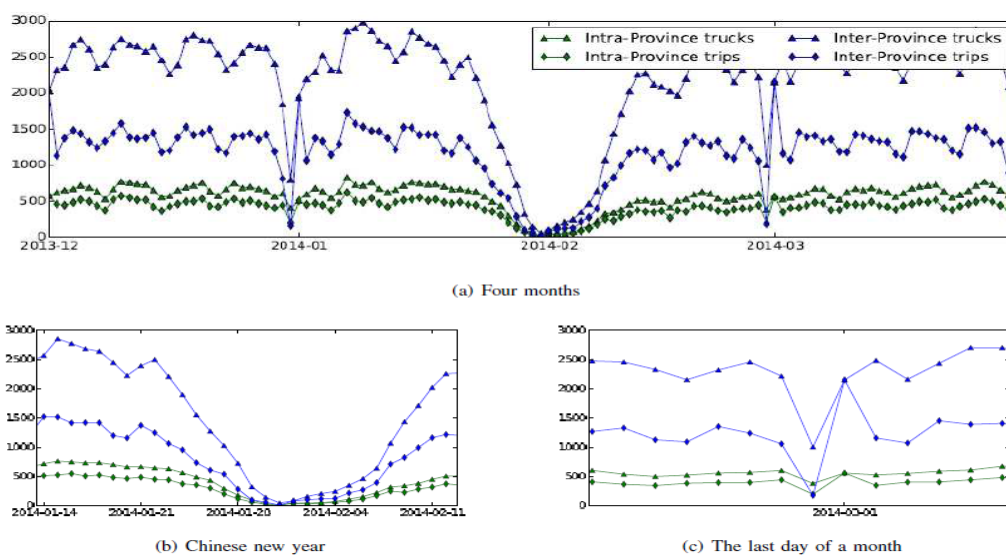 3000
2500
2000
1500
1000
500
0
Intra-Province trucks
Intra-Province trips
Inter-Province trucks
Inter-Province trips
2013-12 2014-01 2014-02 2014-03
(a) Four months
3000
2500
2000
1500
1000
500
0
2014-01-14 2014-01-21 2014-01-28 2014-02-04 2014-02-11
(b) Chinese new year
3000
2500
2000
1500
1000
500
0
2014-03-01
(c) The last day of a month